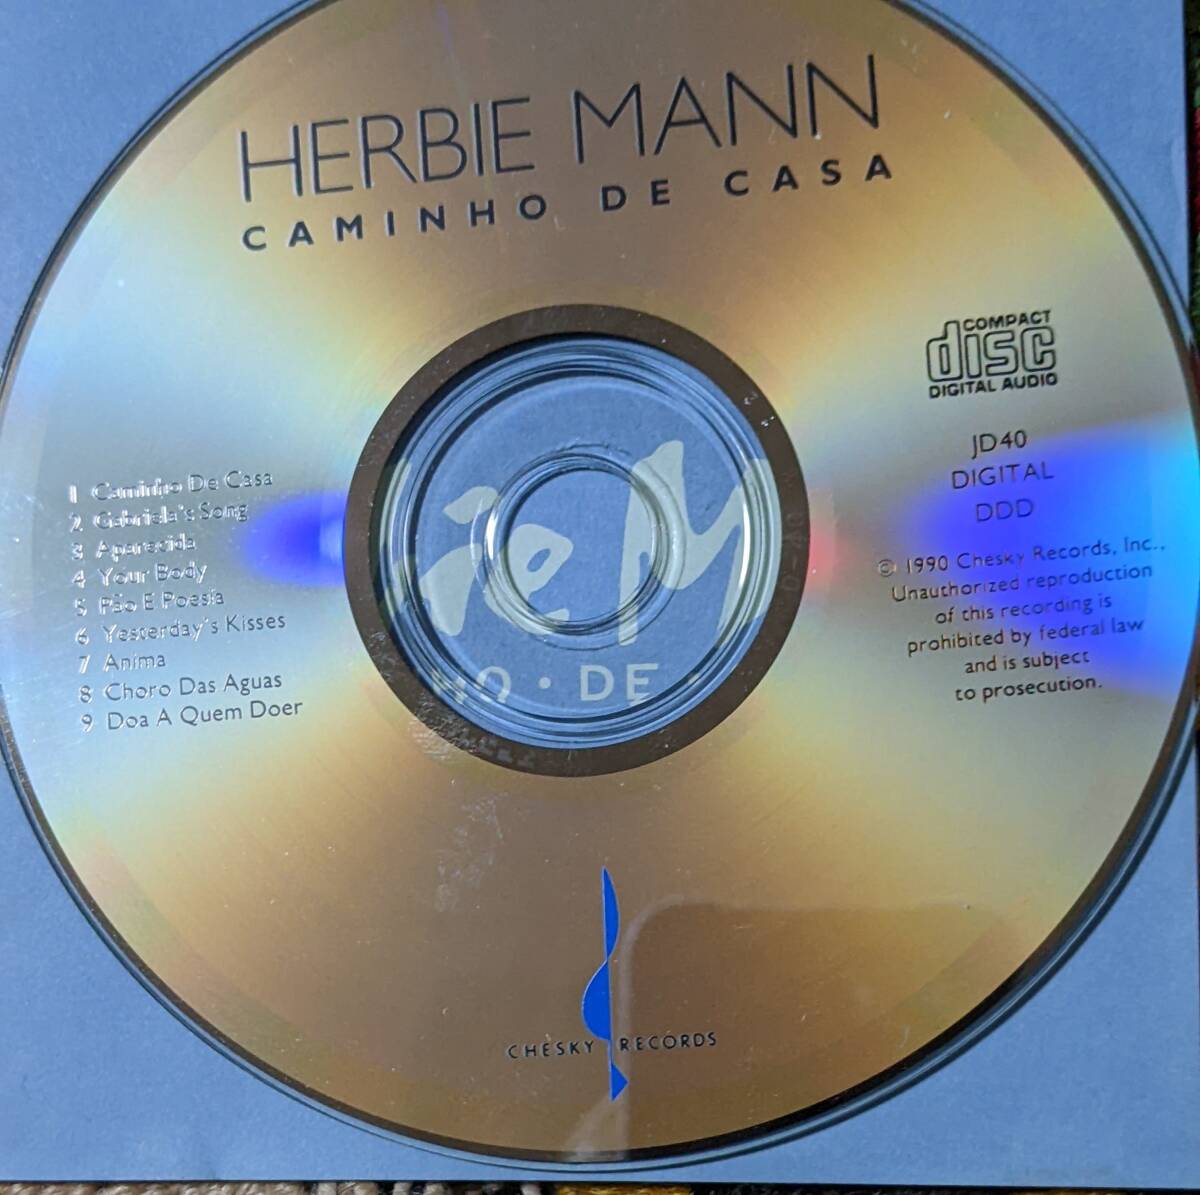 HERBIE MANN
CAMINHO DE CASA
COMPACT
disc
DIGITAL AUDIO
JD40
DIGITAL
DDD
© 1990 Chesky Records, Inc.,
Unauthorized reproduction
of this recording is
prohibited by federal law
and is subject
to prosecution.
1 Caminho De Casa
2 Gabriela's Song
3 Aparecida
4 Your Body
5 Pão E Poesia
6 Yesterday's Kisses
7 Anima
8 Choro Das Aguas
9 Doa A Quem Doer
ie M
HO · DE ·
CHESKY RECORDS